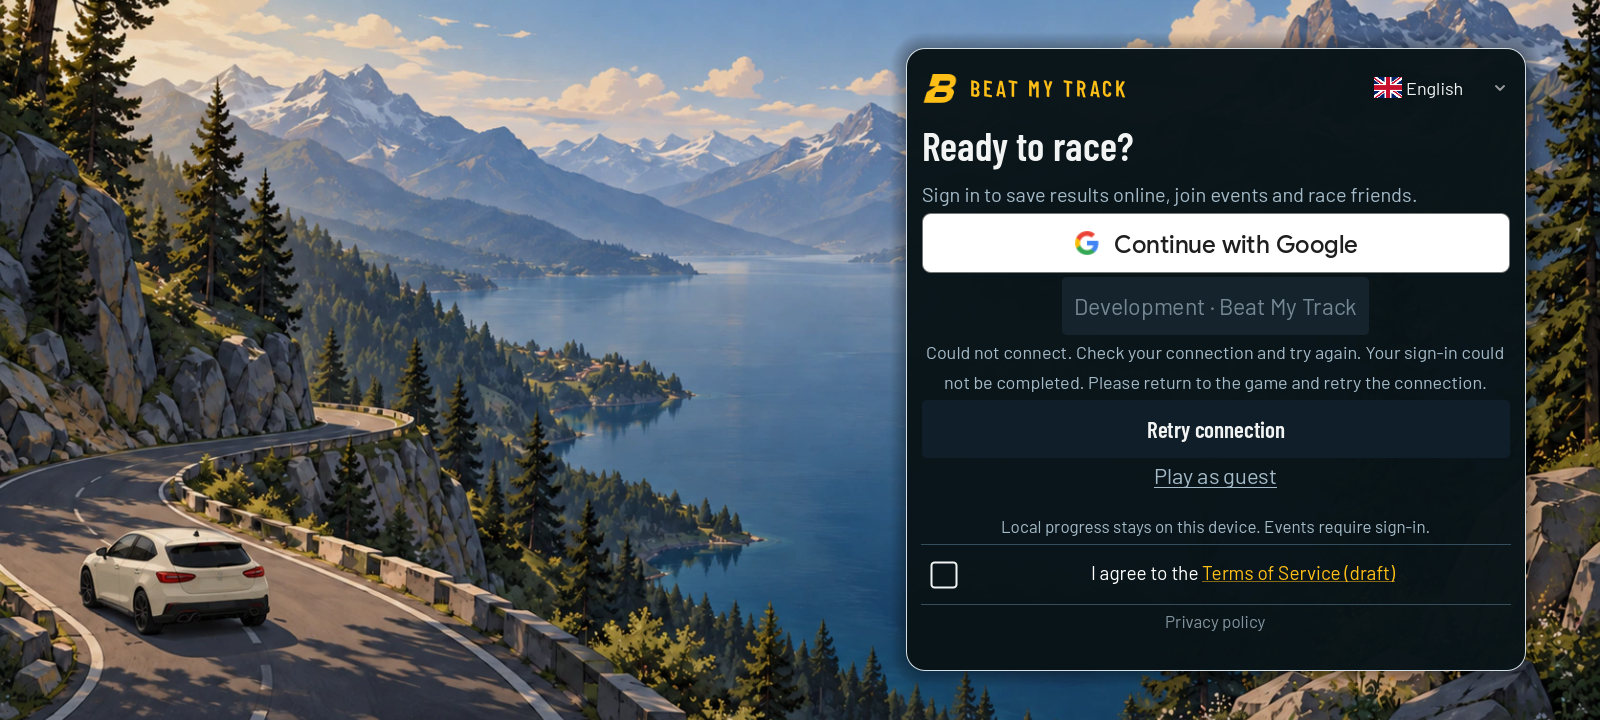 BEAT MY TRACK
English
Ready to race?
Sign in to save results online, join events and race friends.
Continue with Google
Development · Beat My Track
Could not connect. Check your connection and try again. Your sign-in could
not be completed. Please return to the game and retry the connection.
Retry connection
Play as guest
Local progress stays on this device. Events require sign-in.
I agree to the Terms of Service (draft)
Privacy policy